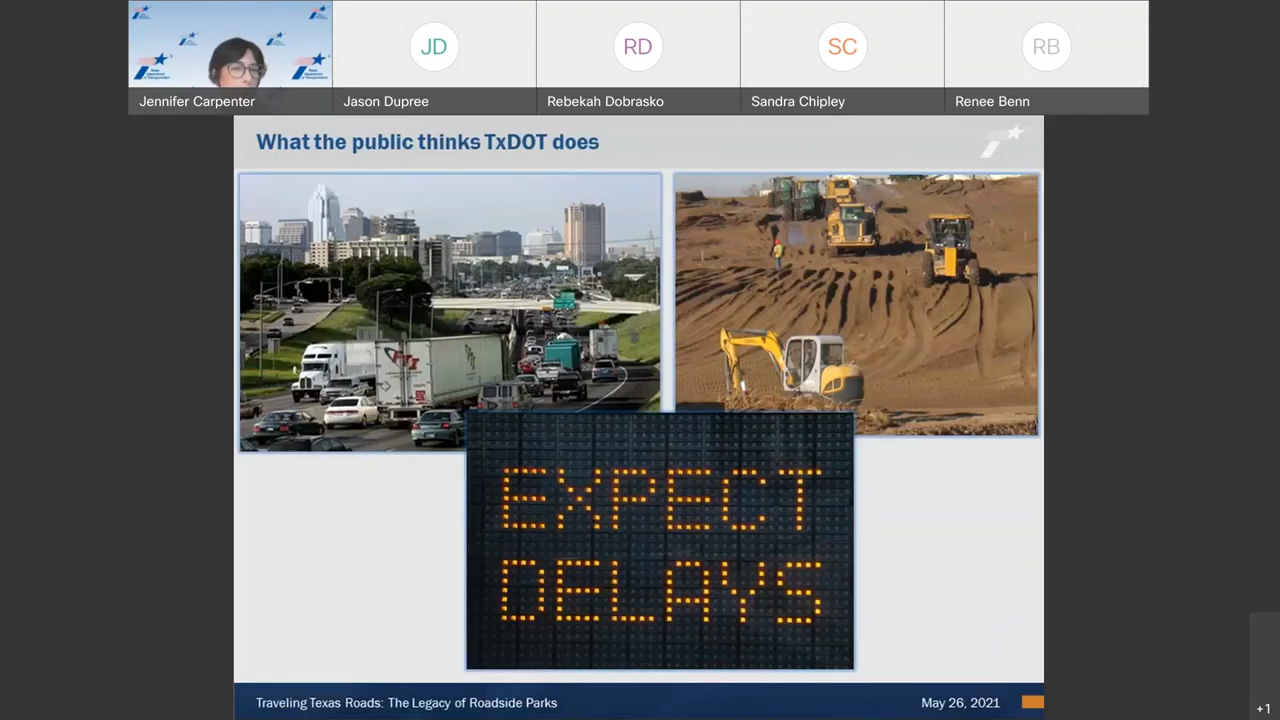 JD
RD
SC
RB
Jennifer Carpenter
Jason Dupree
Rebekah Dobrasko
Sandra Chipley
Renee Benn
What the public thinks TxDOT does
EXPECT
DELAYS
Traveling Texas Roads: The Legacy of Roadside Parks
May 26, 2021
+1